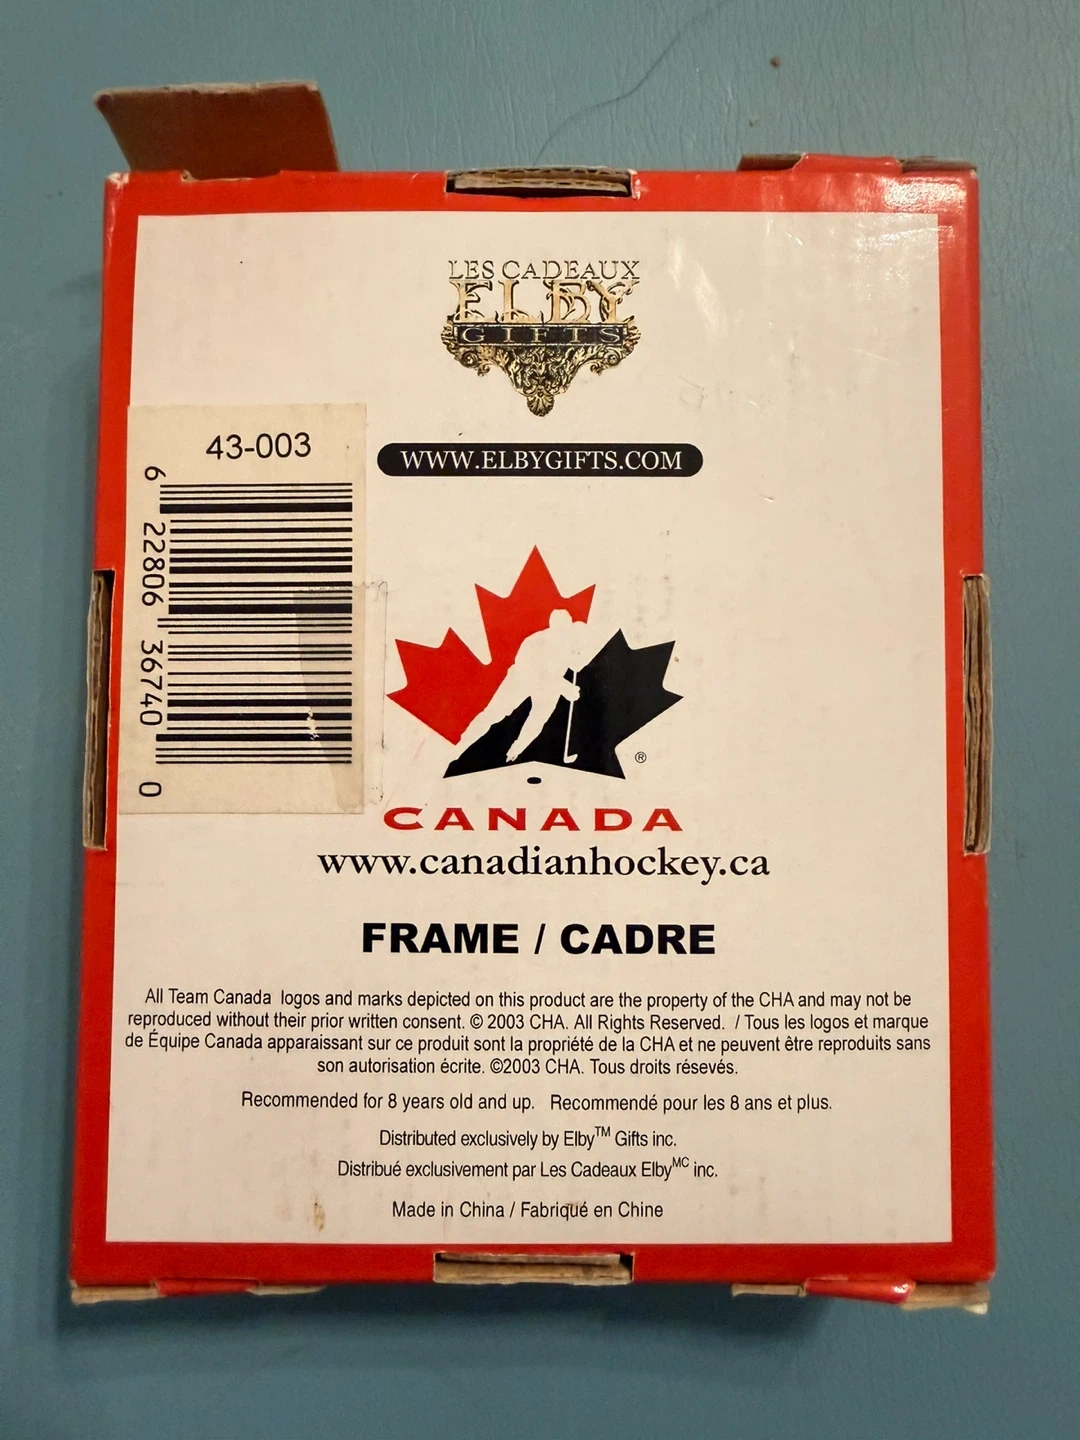 LES CADEAUX
ELBY
GIFTS
WWW.ELBYGIFTS.COM
43-003
6 22806 36740 0
®
CANADA
www.canadianhockey.ca
FRAME / CADRE
All Team Canada logos and marks depicted on this product are the property of the CHA and may not be
reproduced without their prior written consent. © 2003 CHA. All Rights Reserved. / Tous les logos et marque
de Équipe Canada apparaissant sur ce produit sont la propriété de la CHA et ne peuvent être reproduits sans
son autorisation écrite. ©2003 CHA. Tous droits résevés.
Recommended for 8 years old and up. Recommendé pour les 8 ans et plus.
Distributed exclusively by Elby™ Gifts inc.
Distribué exclusivement par Les Cadeaux Elbyᴹᶜ inc.
Made in China / Fabriqué en Chine